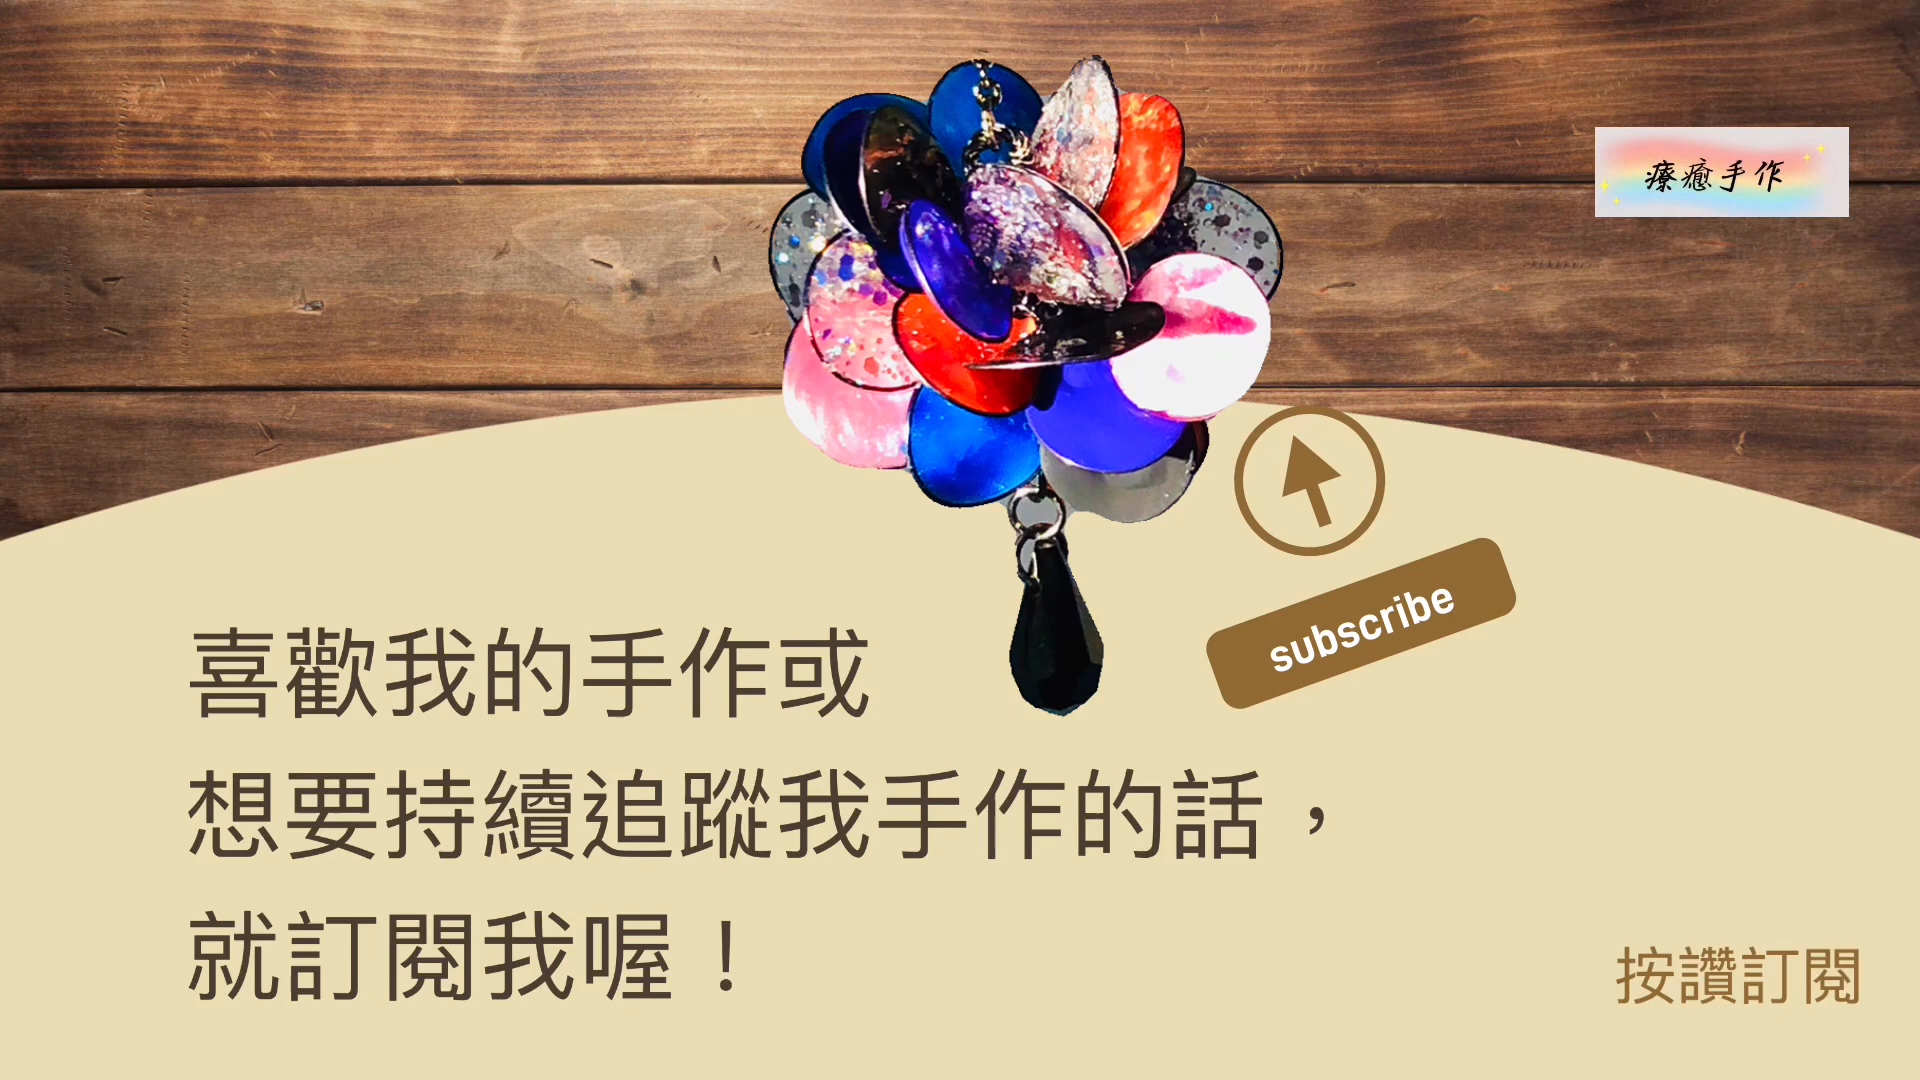 療癒手作
subscribe
喜歡我的手作或
想要持續追蹤我手作的話，
就訂閱我喔！
按讚訂閱